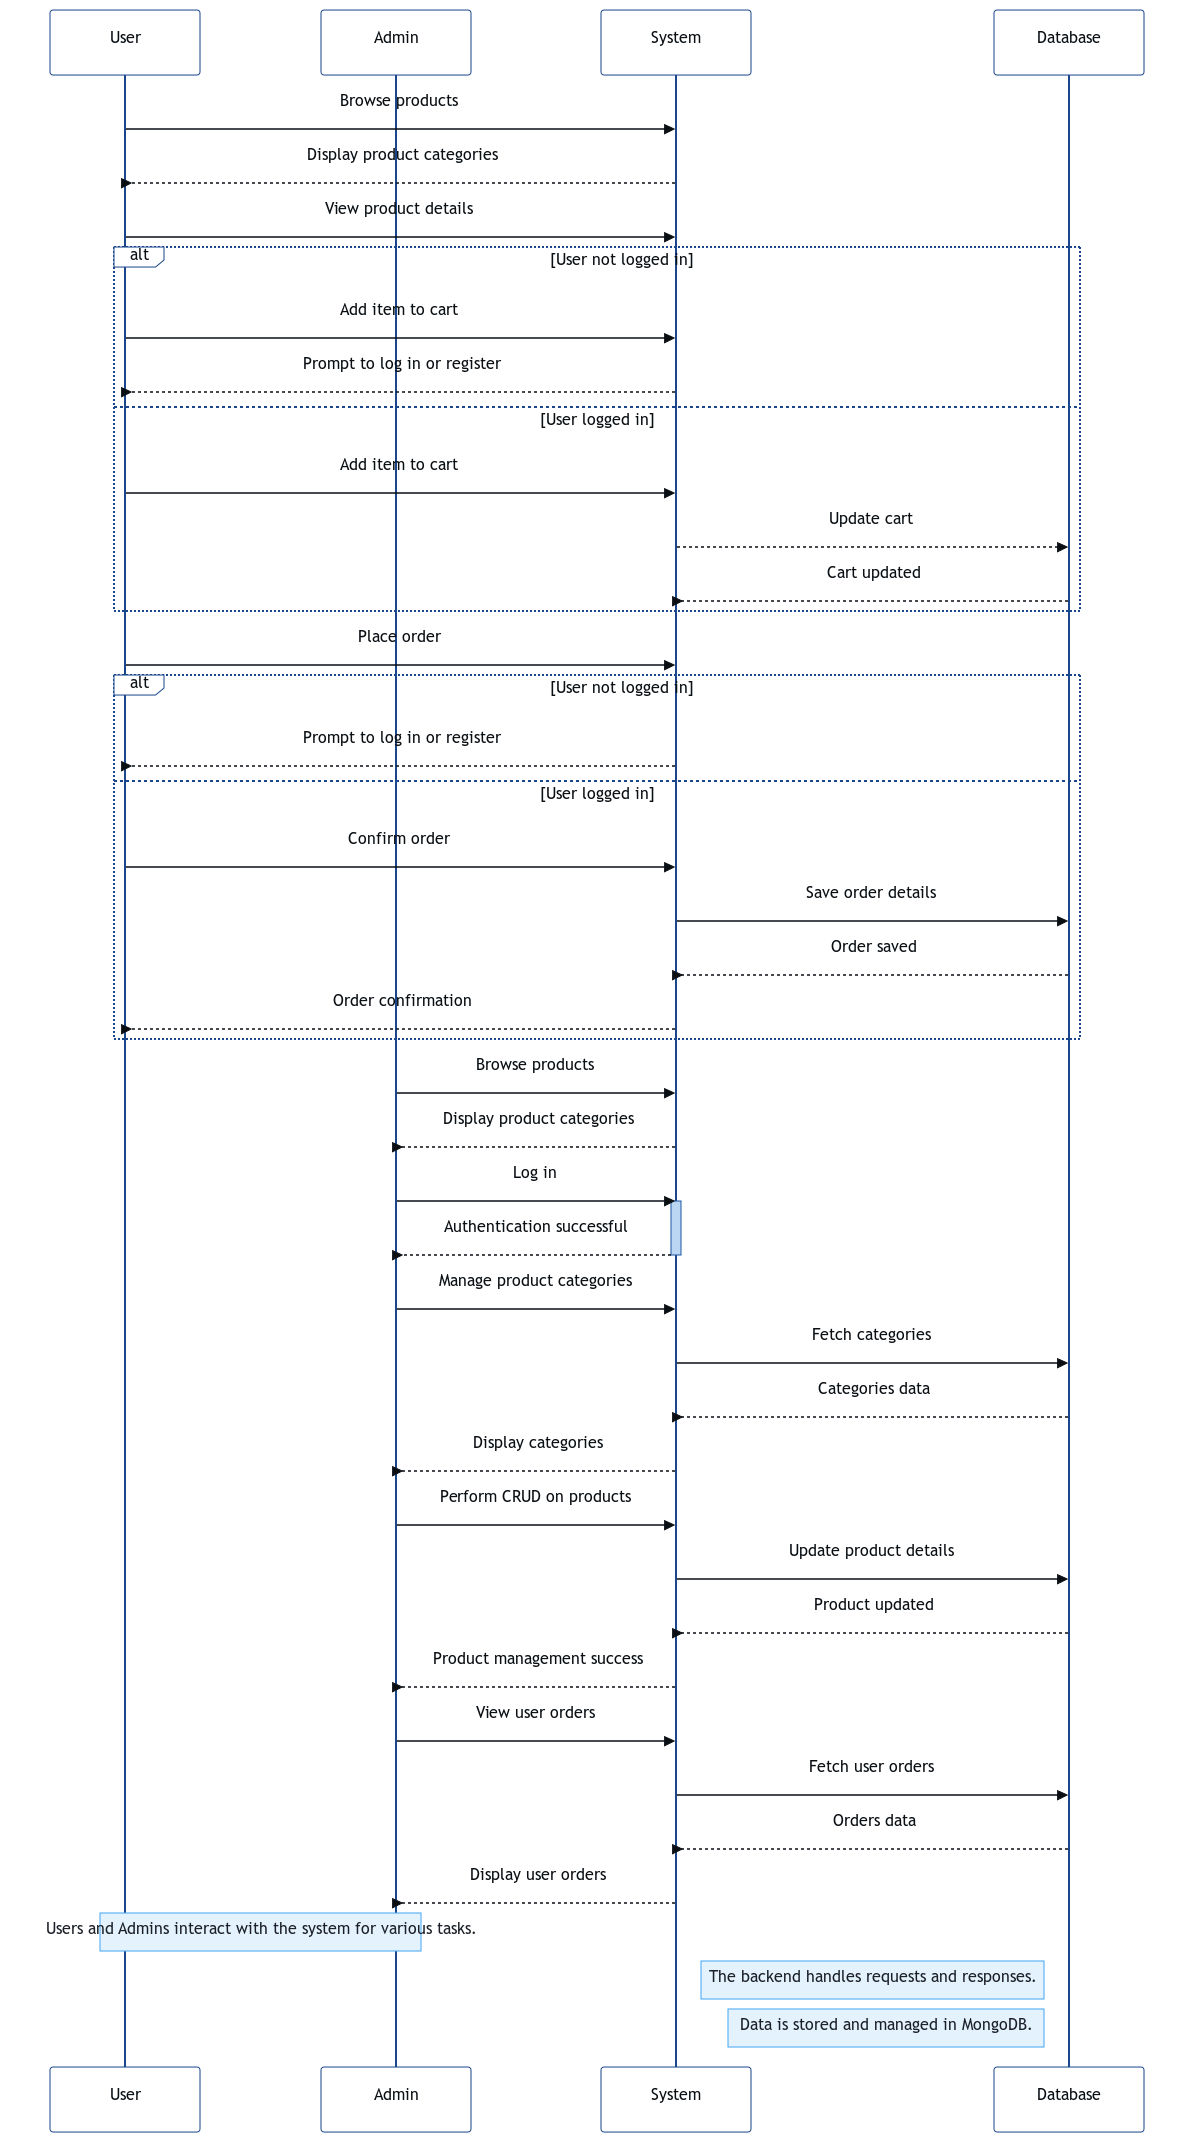 User
Admin
System
Database
Browse products
Display product categories
View product details
alt
[User not logged in]
Add item to cart
Prompt to log in or register
[User logged in]
Add item to cart
Update cart
Cart updated
Place order
alt
[User not logged in]
Prompt to log in or register
[User logged in]
Confirm order
Save order details
Order saved
Order confirmation
Browse products
Display product categories
Log in
Authentication successful
Manage product categories
Fetch categories
Categories data
Display categories
Perform CRUD on products
Update product details
Product updated
Product management success
View user orders
Fetch user orders
Orders data
Display user orders
Users and Admins interact with the system for various tasks.
The backend handles requests and responses.
Data is stored and managed in MongoDB.
User
Admin
System
Database